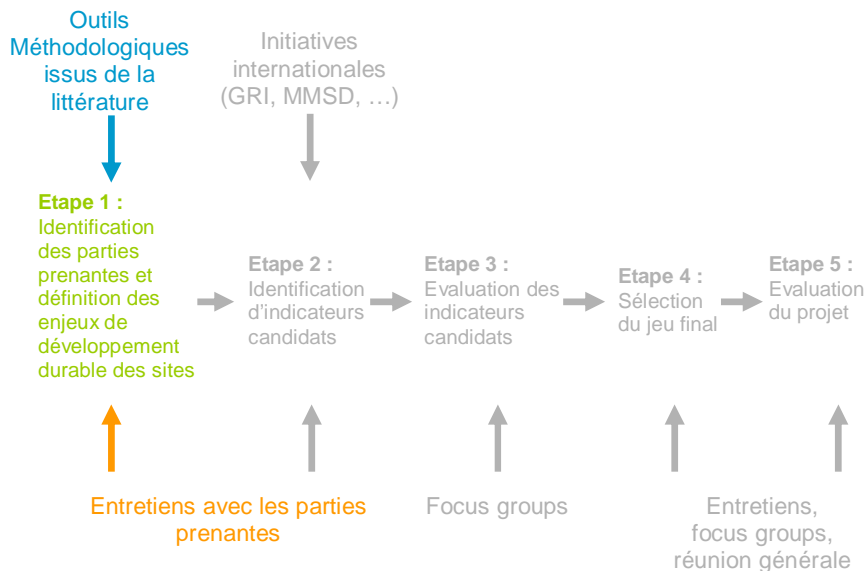 Outils
Méthodologiques
issus de la
littérature
Initiatives
internationales
(GRI, MMSD, …)
Etape 1 :
Identification
des parties
prenantes et
définition des
enjeux de
développement
durable des sites
Etape 2 :
Identification
d'indicateurs
candidats
Etape 3 :
Evaluation des
indicateurs
candidats
Etape 4 :
Sélection
du jeu final
Etape 5 :
Evaluation
du projet
Entretiens avec les parties
prenantes
Focus groups
Entretiens,
focus groups,
réunion générale